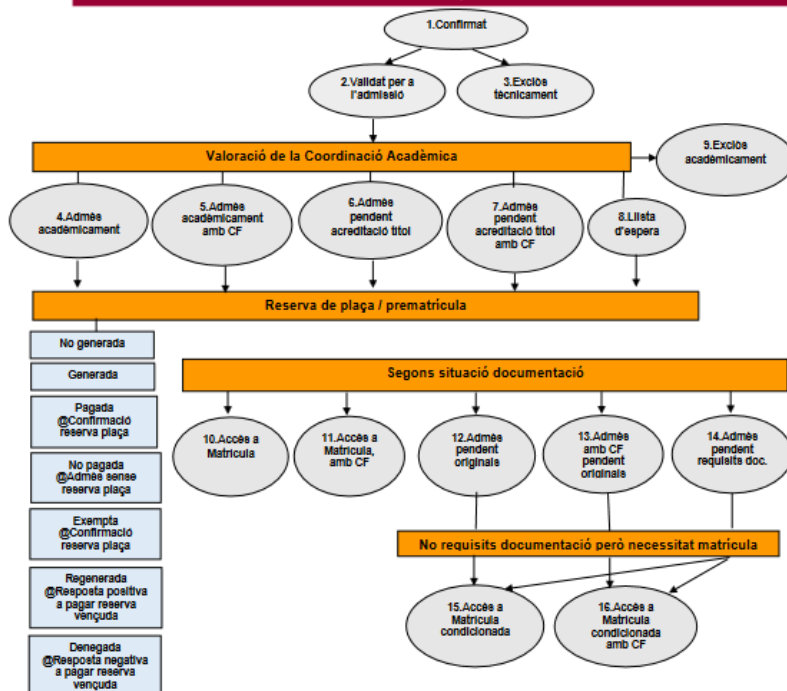 1.Confirmat
2.Validat per a
l'admissió
3.Exclòs
tècnicament
Valoració de la Coordinació Acadèmica
9.Exclòs
acadèmicament
4.Admès
acadèmicament
5.Admès
acadèmicament
amb CF
6.Admès
pendent
acreditació títol
7.Admès
pendent
acreditació títol
amb CF
8.Llista
d'espera
Reserva de plaça / prematrícula
No generada
Generada
Pagada
@Confirmació
reserva plaça
No pagada
@Admès sense
reserva plaça
Exempta
@Confirmació
reserva plaça
Regenerada
@Resposta positiva
a pagar reserva
vençuda
Denegada
@Resposta negativa
a pagar reserva
vençuda
Segons situació documentació
10.Accés a
Matrícula
11.Accés a
Matrícula,
amb CF
12.Admès
pendent
originals
13.Admès
amb CF
pendent
originals
14.Admès
pendent
requisits doc.
No requisits documentació però necessitat matrícula
15.Accés a
Matrícula
condicionada
16.Accés a
Matrícula
condicionada
amb CF